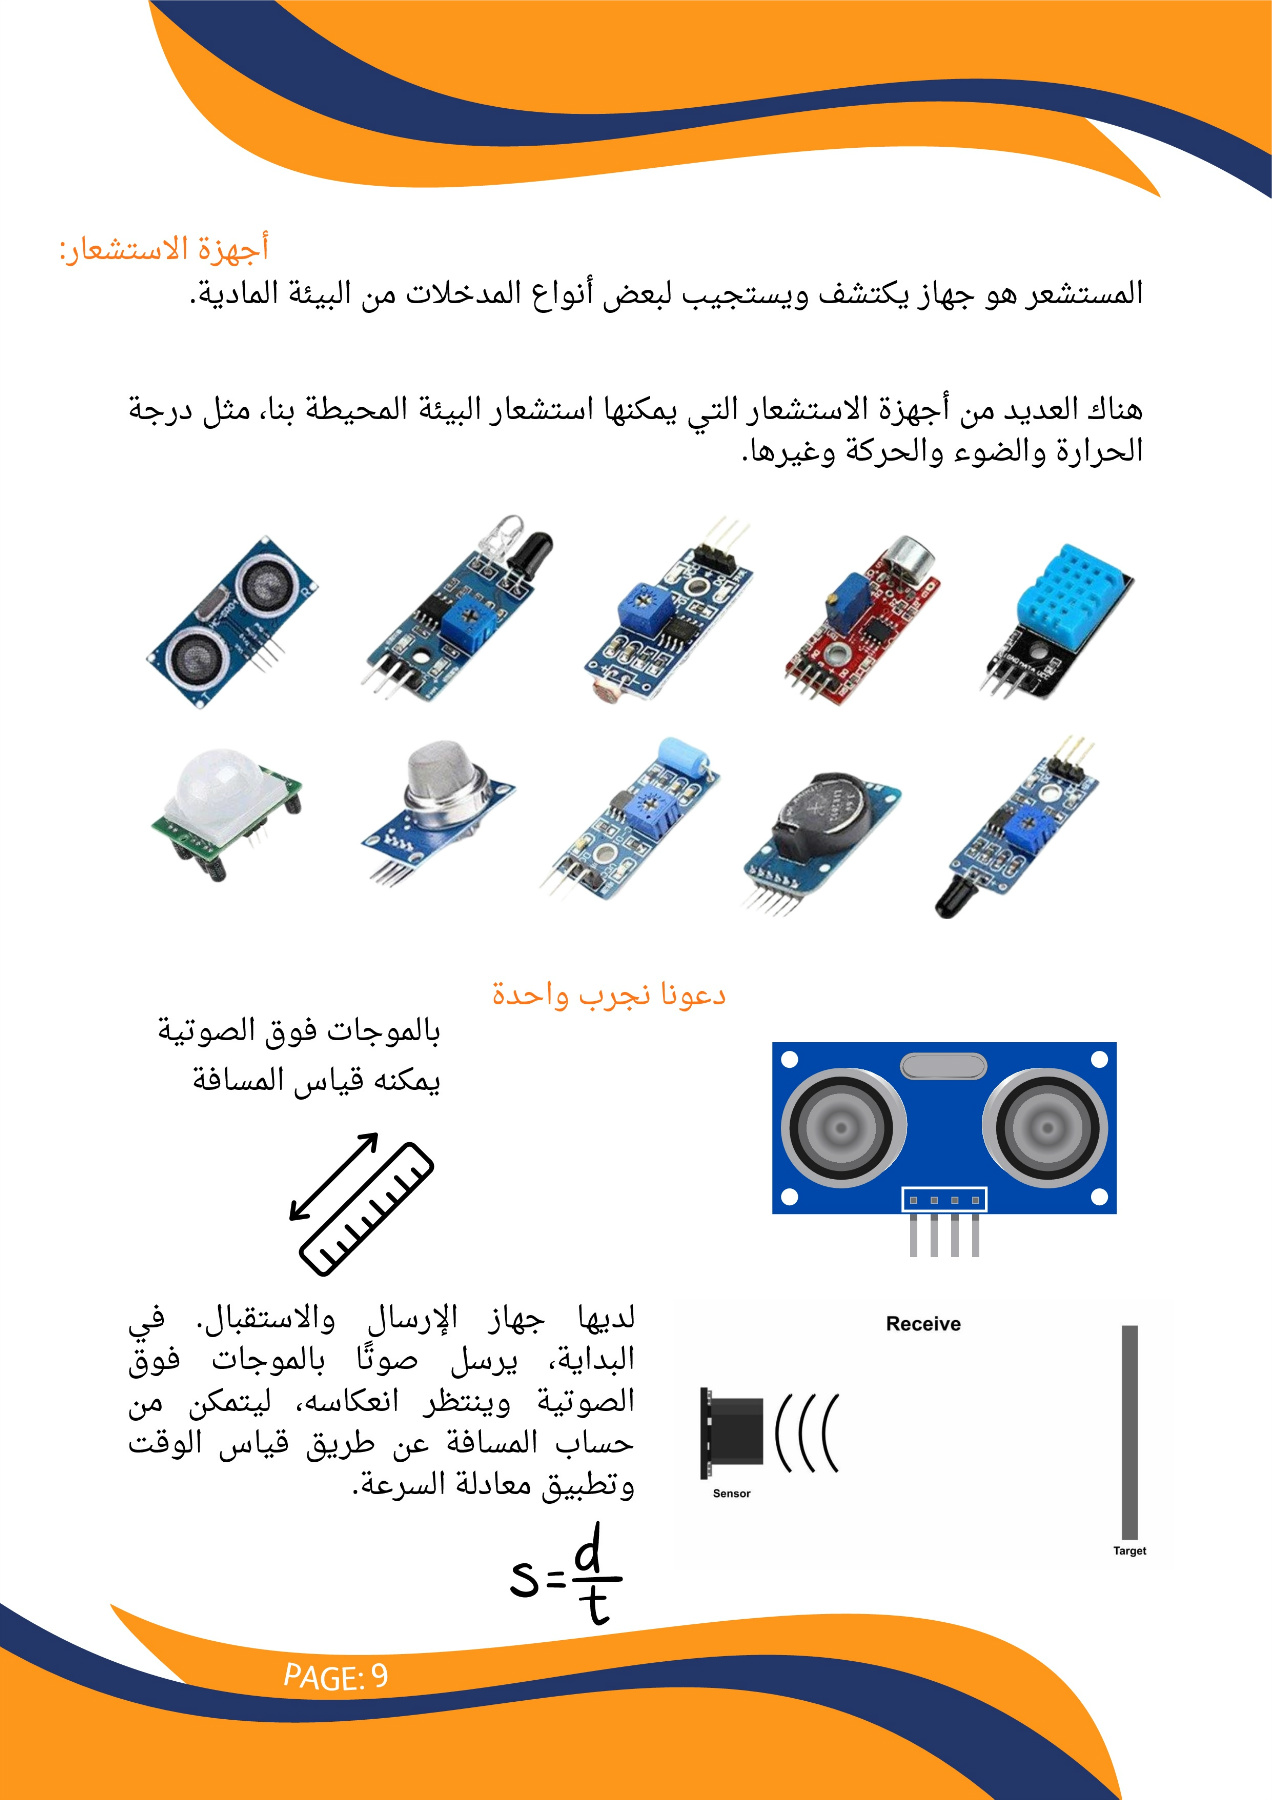 أجهزة الاستشعار:
المستشعر هو جهاز يكتشف ويستجيب لبعض أنواع المدخلات من البيئة المادية.
هناك العديد من أجهزة الاستشعار التي يمكنها استشعار البيئة المحيطة بنا، مثل درجة
الحرارة والضوء والحركة وغيرها.
دعونا نجرب واحدة
بالموجات فوق الصوتية
يمكنه قياس المسافة
لديها جهاز الإرسال والاستقبال. في
البداية، يرسل صوتًا بالموجات فوق
الصوتية وينتظر انعكاسه، ليتمكن من
حساب المسافة عن طريق قياس الوقت
وتطبيق معادلة السرعة.
Receive
Sensor
Target
s=d/t
PAGE: 9